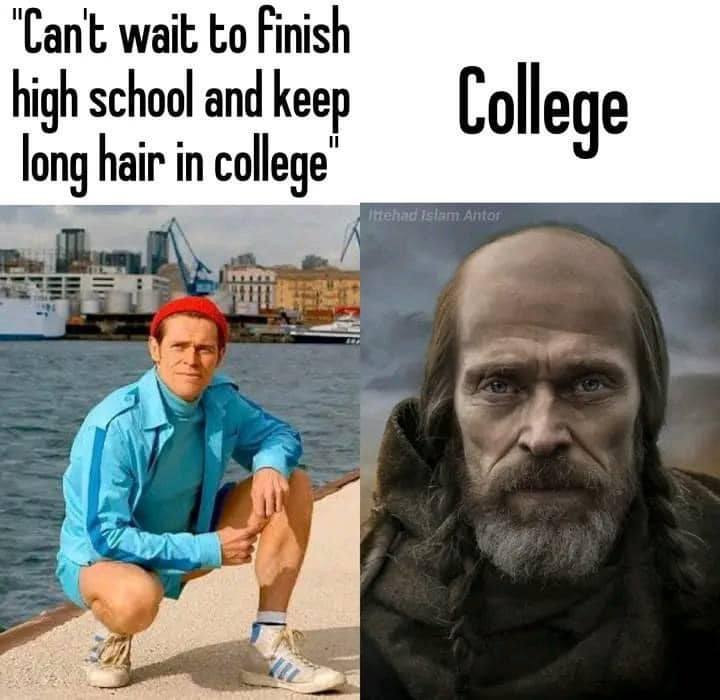 "Can't wait to finish
high school and keep
long hair in college"
College
Ittehad Islam Antor